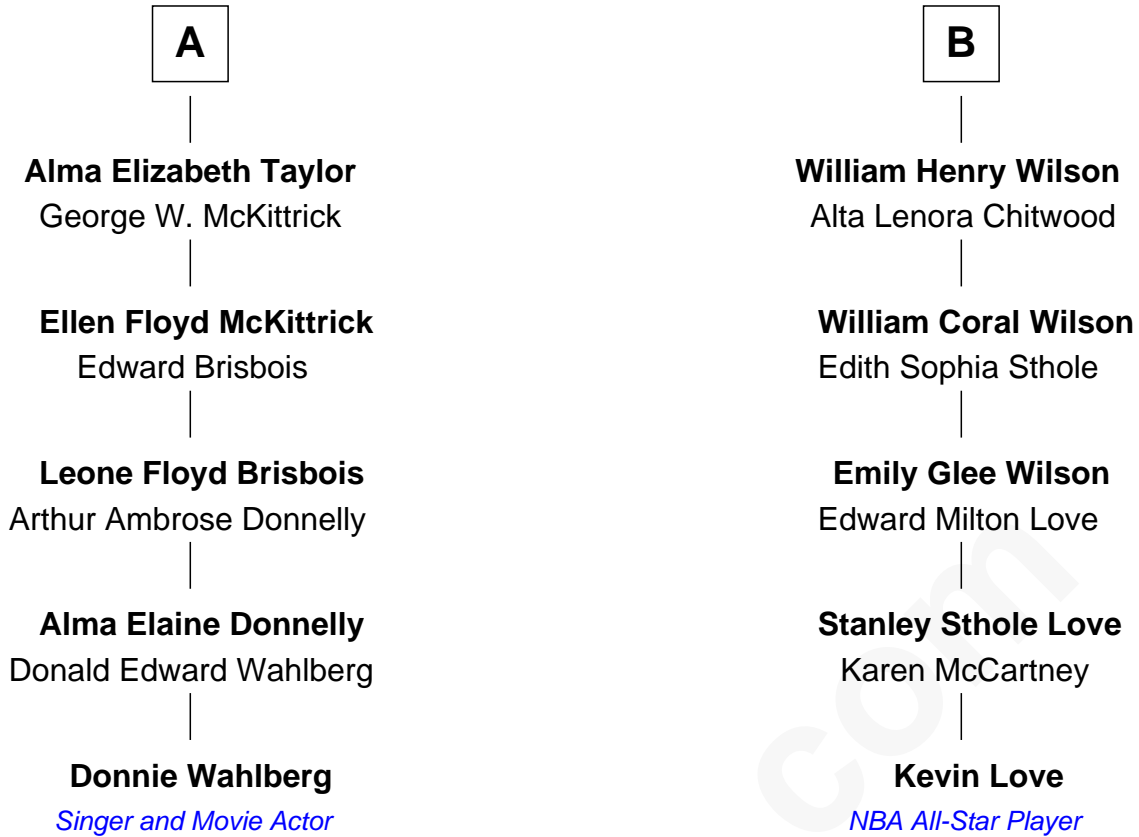 A
Alma Elizabeth Taylor
George W. McKittrick
Ellen Floyd McKittrick
Edward Brisbois
Leone Floyd Brisbois
Arthur Ambrose Donnelly
Alma Elaine Donnelly
Donald Edward Wahlberg
Donnie Wahlberg
Singer and Movie Actor
B
William Henry Wilson
Alta Lenora Chitwood
William Coral Wilson
Edith Sophia Sthole
Emily Glee Wilson
Edward Milton Love
Stanley Sthole Love
Karen McCartney
Kevin Love
NBA All-Star Player
com